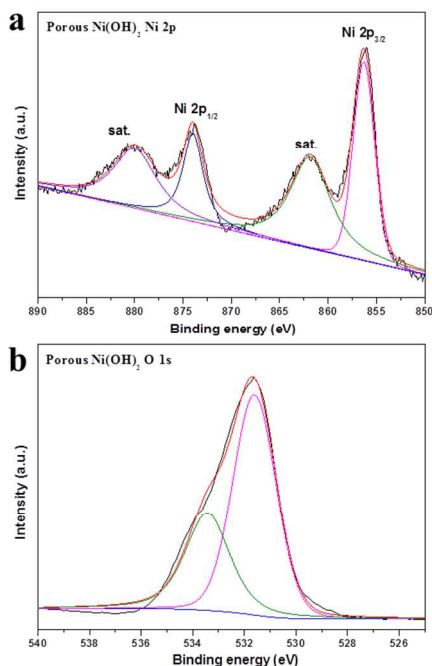 a
Porous Ni(OH)₂ Ni 2p
Ni 2p₃/₂
Ni 2p₁/₂
sat.
sat.
Intensity (a.u.)
890 885 880 875 870 865 860 855 850
Binding energy (eV)
b
Porous Ni(OH)₂ O 1s
Intensity (a.u.)
540 538 536 534 532 530 528 526
Binding energy (eV)